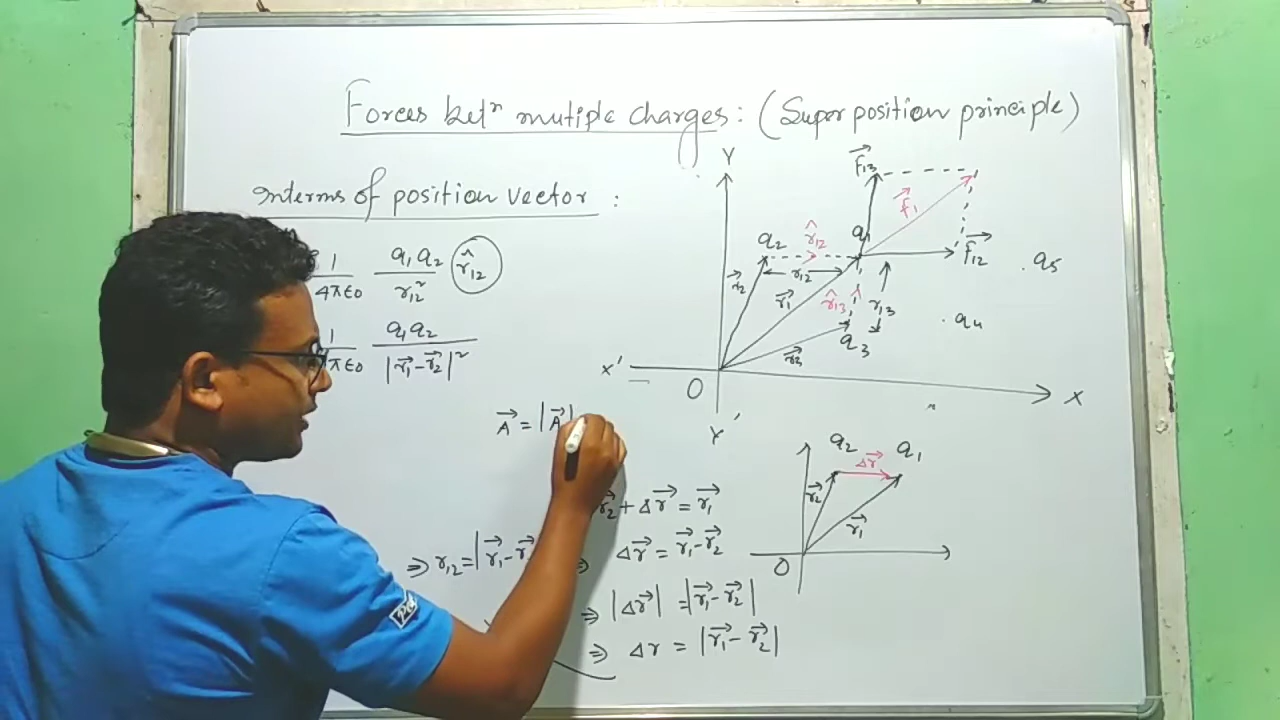 Forces betⁿ mutiple charges : (Super position principle)
Interms of position vector :
1/4πε0 q1q2/r12² r̂12
1/4πε0 q1q2/|r⃗1-r⃗2|²
A⃗ = |A⃗|
r⃗2 + Δr⃗ = r⃗1
⇒ r12 = |r⃗1-r⃗2
⇒ Δr⃗ = r⃗1-r⃗2
⇒ |Δr⃗| = |r⃗1-r⃗2|
⇒ Δr = |r⃗1-r⃗2|
Y
F⃗13
f⃗1
q2
r̂12
q1
F⃗12
q5
r⃗2
r12
r⃗1
r̂13
r13
q4
q3
r⃗3
X'
O
X
Y'
q2
q1
Δr⃗
r⃗2
r⃗1
O